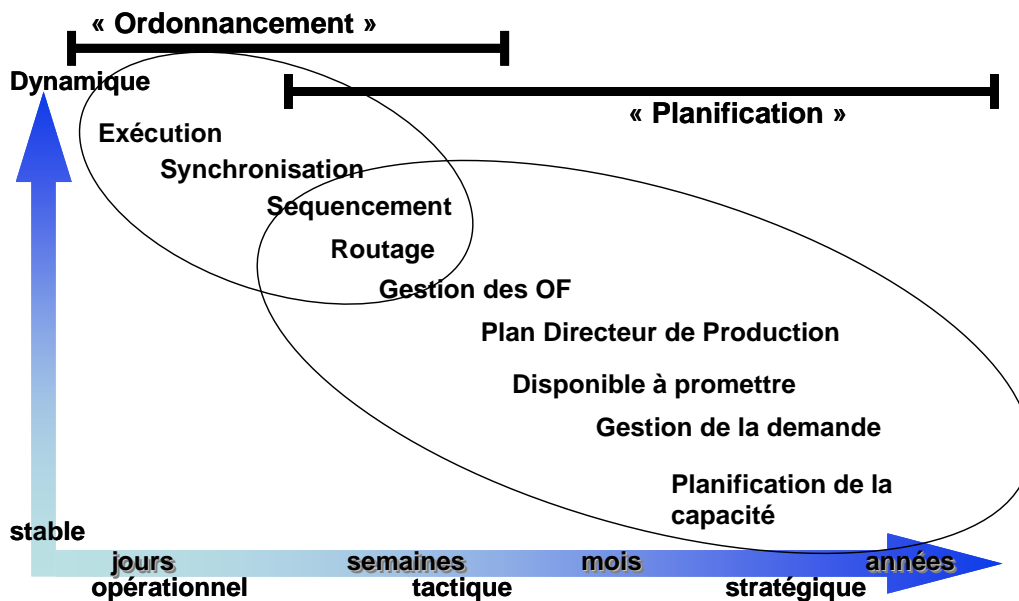 « Ordonnancement »
Dynamique
« Planification »
Exécution
Synchronisation
Séquencement
Routage
Gestion des OF
Plan Directeur de Production
Disponible à promettre
Gestion de la demande
Planification de la
capacité
stable
jours semaines mois années
opérationnel tactique stratégique